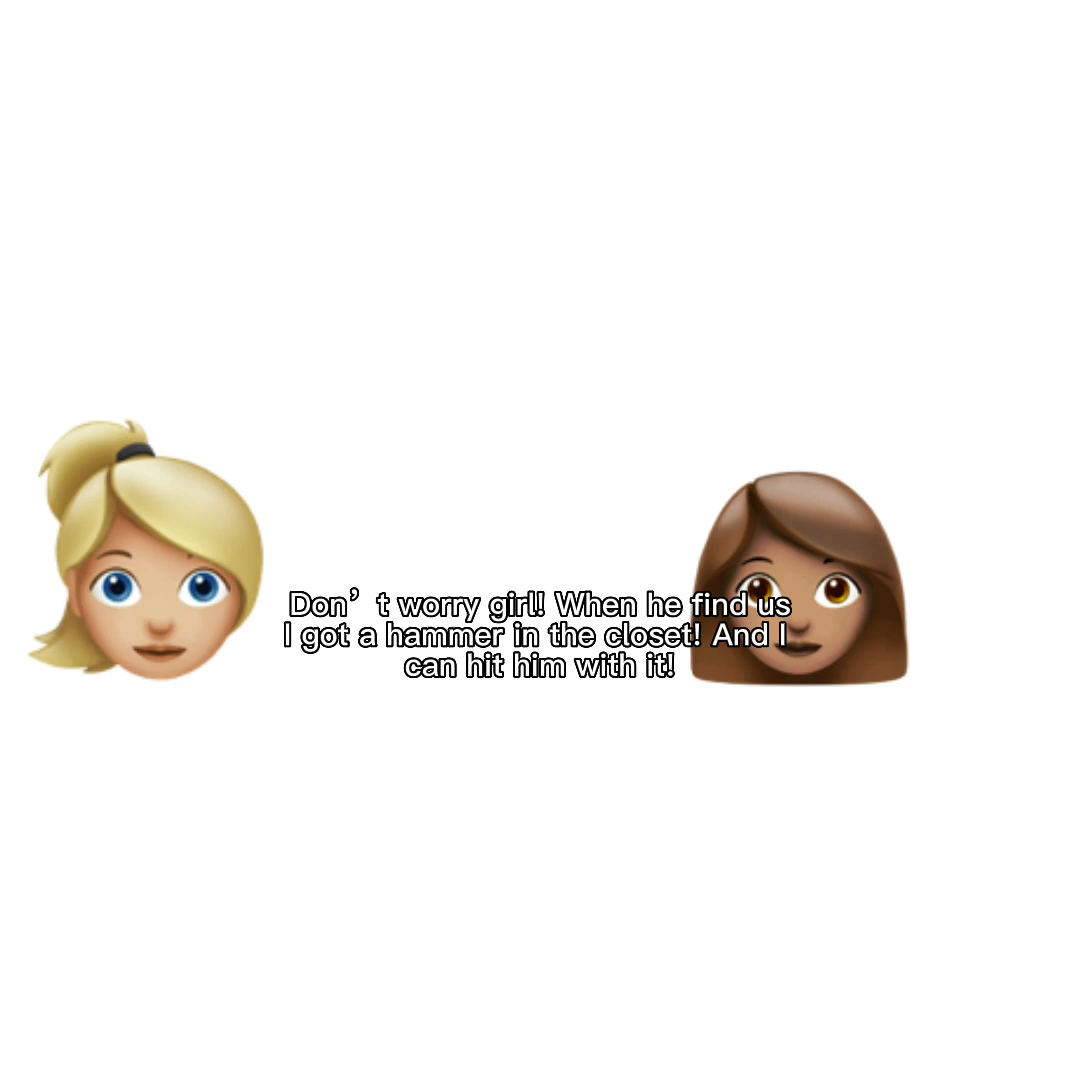 Don’t worry girl! When he find us
I got a hammer in the closet! And I
can hit him with it!